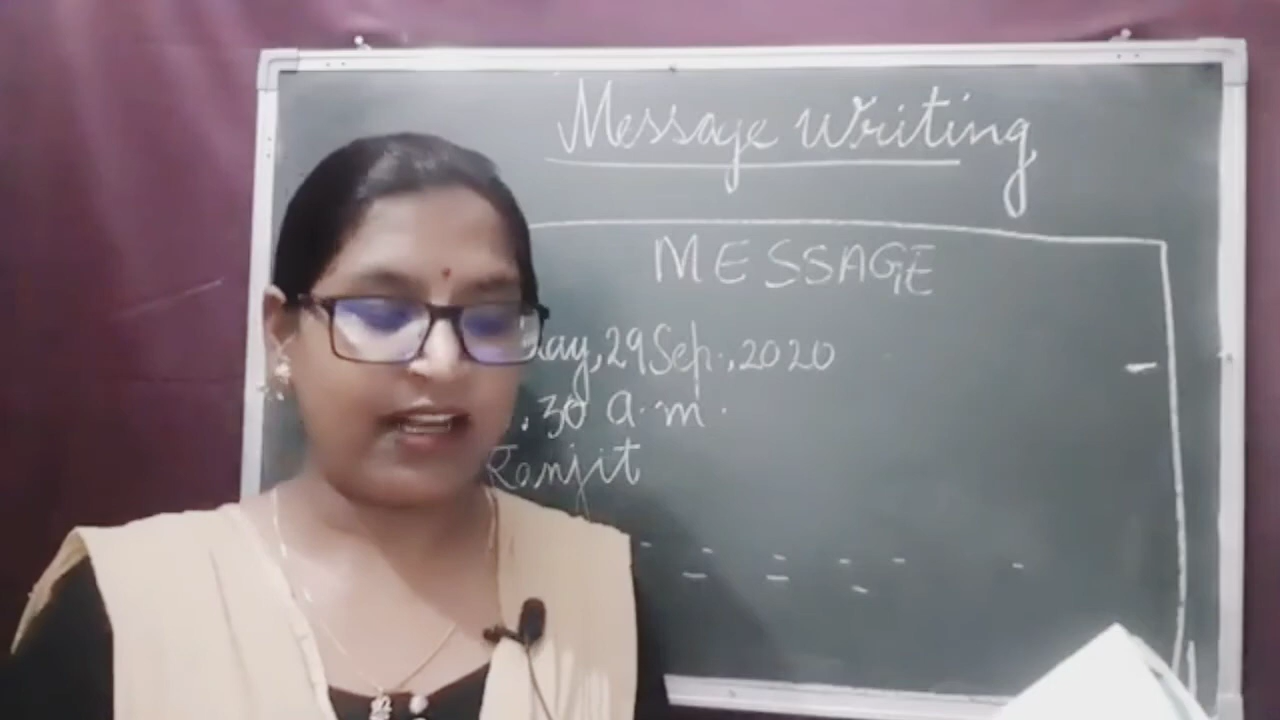 Message Writing
MESSAGE
day, 29 Sep., 2020
.30 a.m.
Ranjit